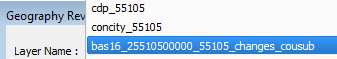 cdp_55105
Geography Rev
concity_55105
Layer Name :
bas16_25510500000_55105_changes_cousub